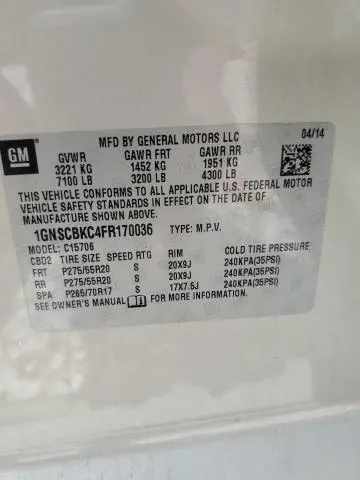 MFD BY GENERAL MOTORS LLC 04/14
GM
GVWR GAWR FRT GAWR RR
3221 KG 1452 KG 1951 KG
7100 LB 3200 LB 4300 LB
THIS VEHICLE CONFORMS TO ALL APPLICABLE U.S. FEDERAL MOTOR
VEHICLE SAFETY STANDARDS IN EFFECT ON THE DATE OF
MANUFACTURE SHOWN ABOVE.
1GNSCBKC4FR170036 TYPE: M.P.V.
MODEL: C15706
CBD2 TIRE SIZE SPEED RTG RIM COLD TIRE PRESSURE
FRT P275/55R20 S 20X9J 240KPA(35PSI)
RR P275/55R20 S 20X9J 240KPA(35PSI)
SPA P265/70R17 S 17X7.5J 240KPA(35PSI)
SEE OWNER'S MANUAL FOR MORE INFORMATION.